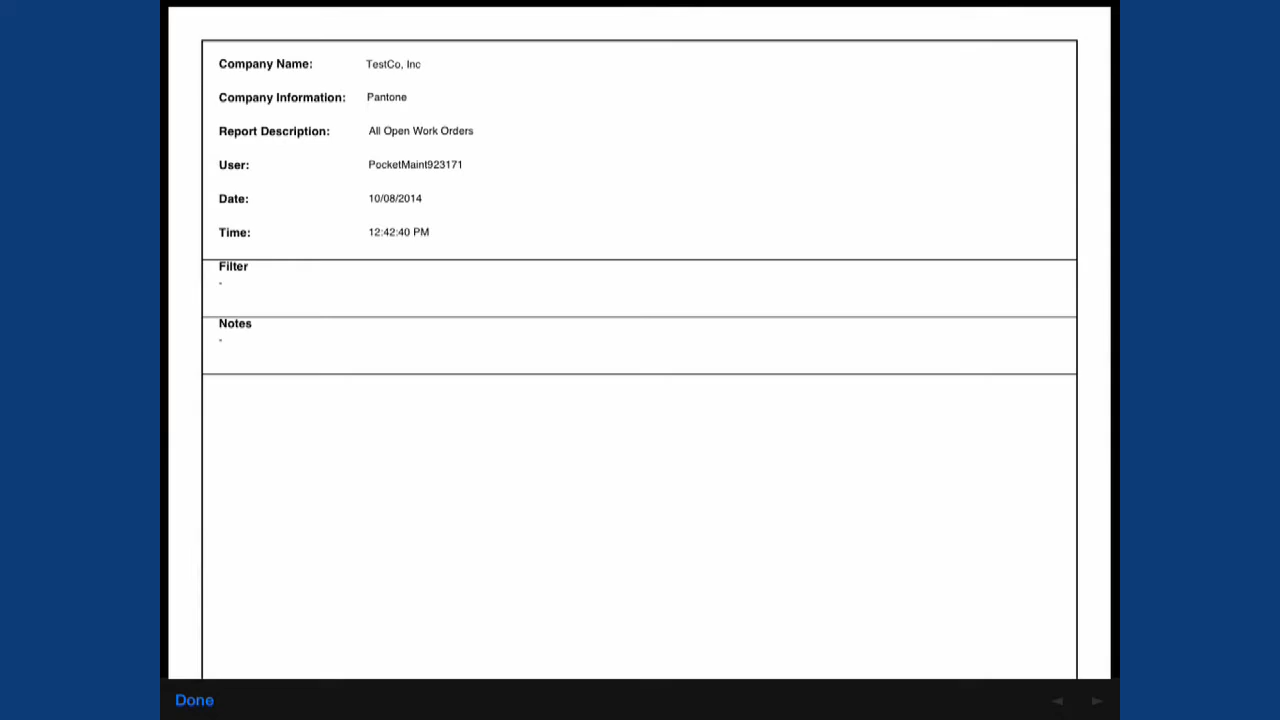 Company Name: TestCo, Inc
Company Information: Pantone
Report Description: All Open Work Orders
User: PocketMaint923171
Date: 10/08/2014
Time: 12:42:40 PM
Filter
-
Notes
-
Done